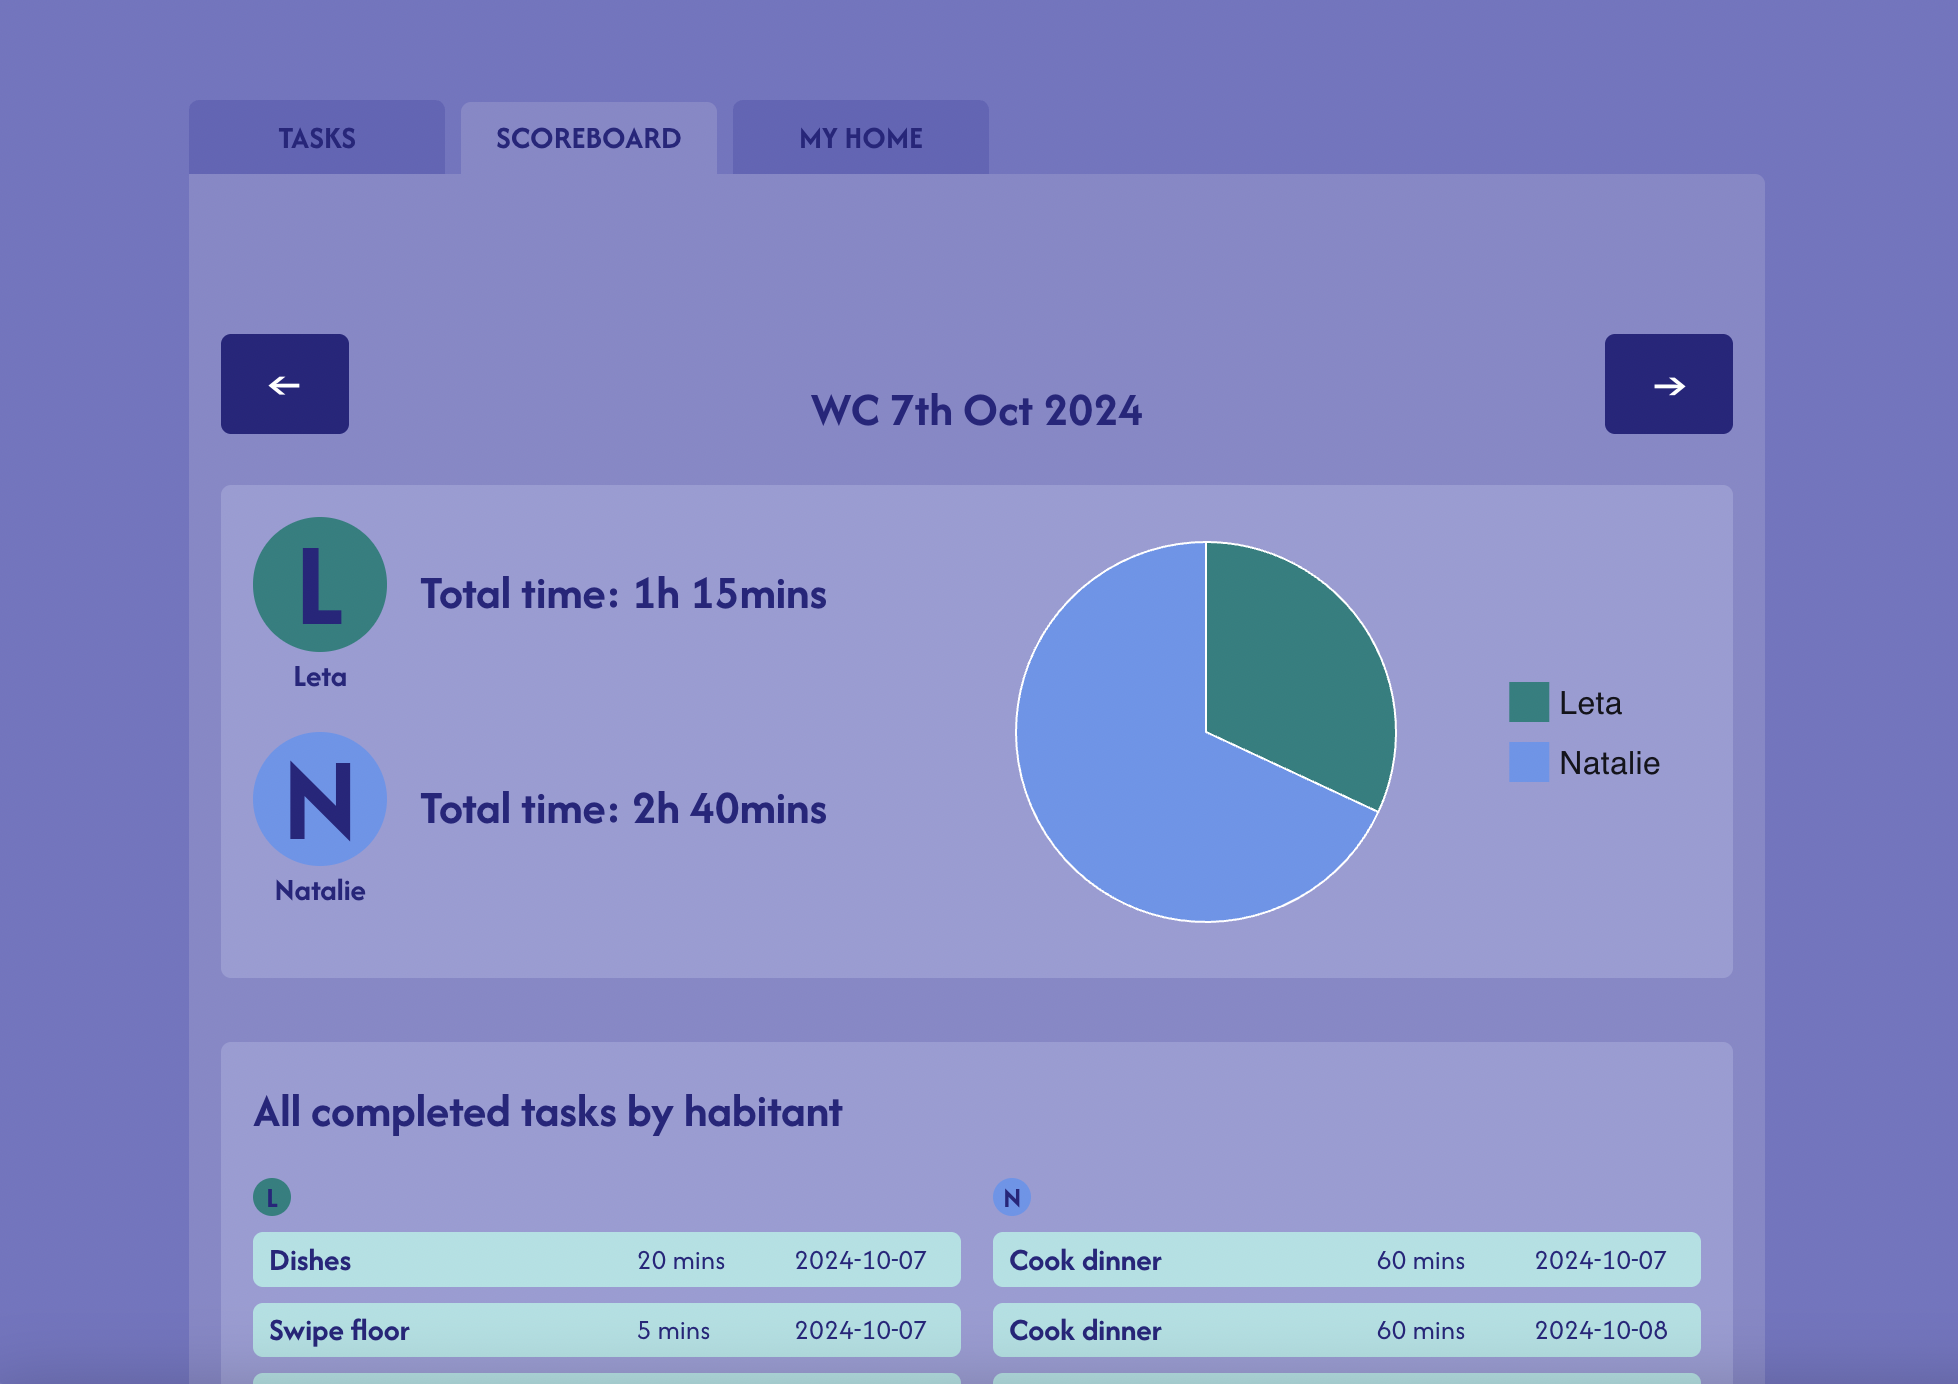 TASKS
SCOREBOARD
MY HOME
←
WC 7th Oct 2024
→
L
Total time: 1h 15mins
Leta
N
Total time: 2h 40mins
Natalie
Leta
Natalie
All completed tasks by habitant
L
Dishes 20 mins 2024-10-07
Swipe floor 5 mins 2024-10-07
N
Cook dinner 60 mins 2024-10-07
Cook dinner 60 mins 2024-10-08